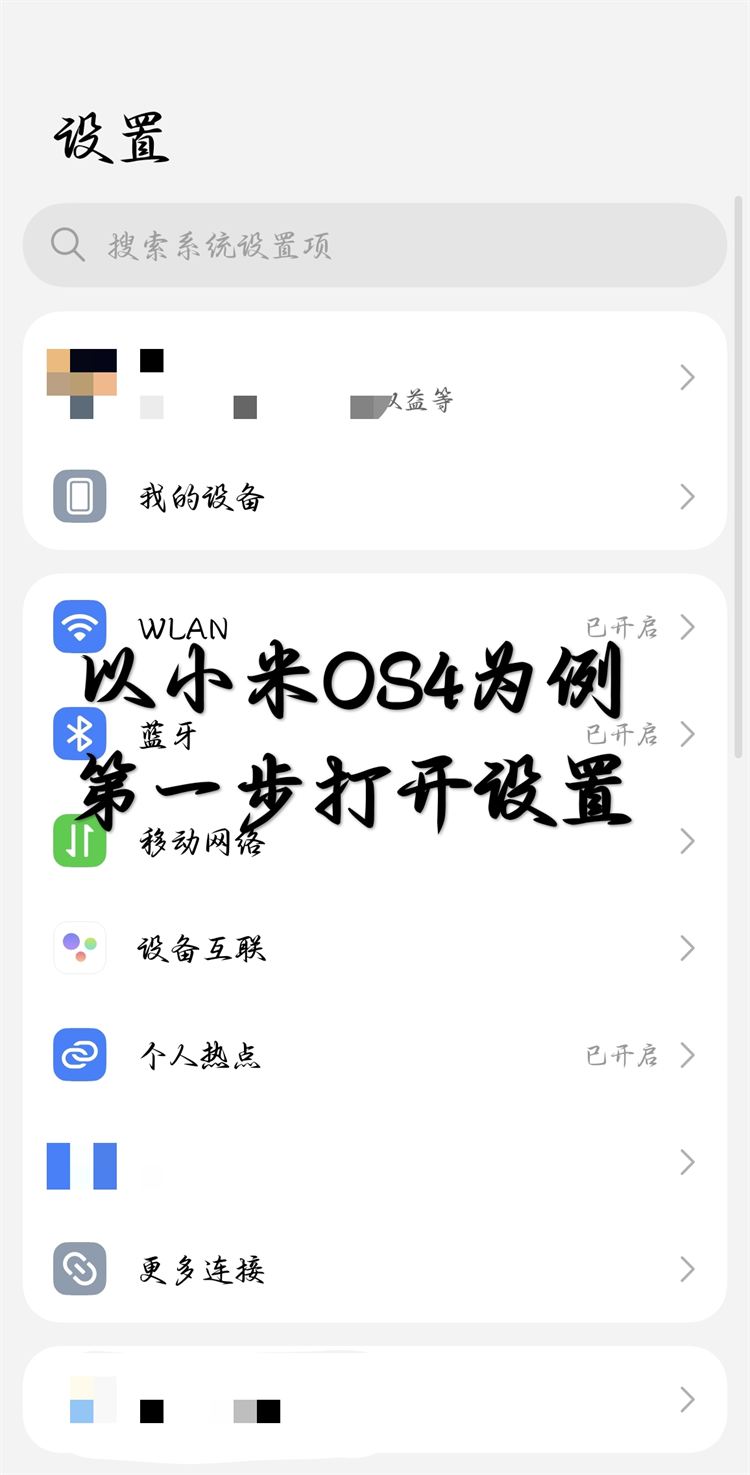 设置
搜索系统设置项
益等
我的设备
WLAN 已开启
以小米OS4为例
蓝牙 已开启
第一步打开设置
移动网络
设备互联
个人热点 已开启
更多连接